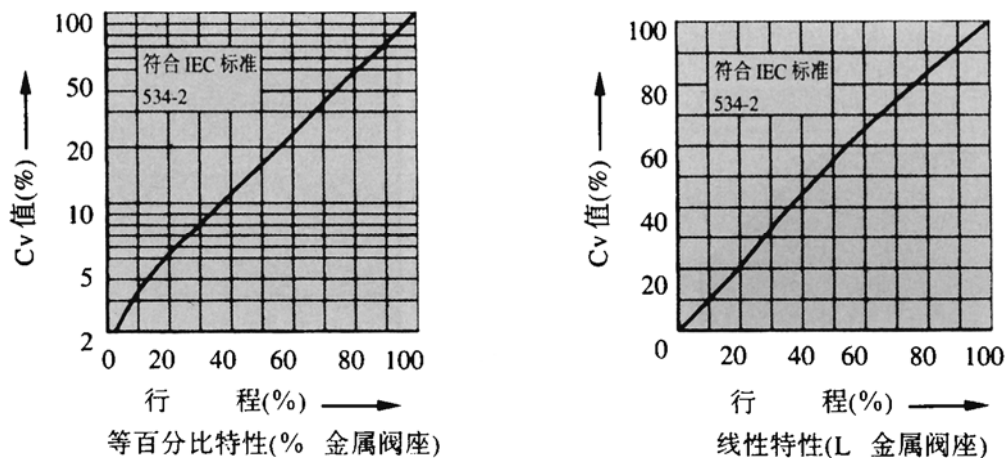 100
50
20
10
5
2
Cv 值(%)
符合 IEC 标准
534-2
0 20 40 60 80 100
行 程(%)
等百分比特性(% 金属阀座)
100
80
60
40
20
0
Cv 值(%)
符合 IEC 标准
534-2
20 40 60 80 100
行 程(%)
线性特性(L 金属阀座)